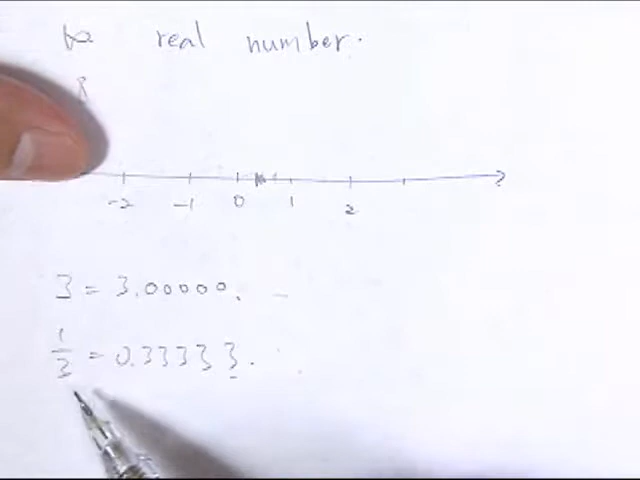 real number.
-2 -1 0 1 2
3 = 3.00000. -
1/3 = 0.33333.